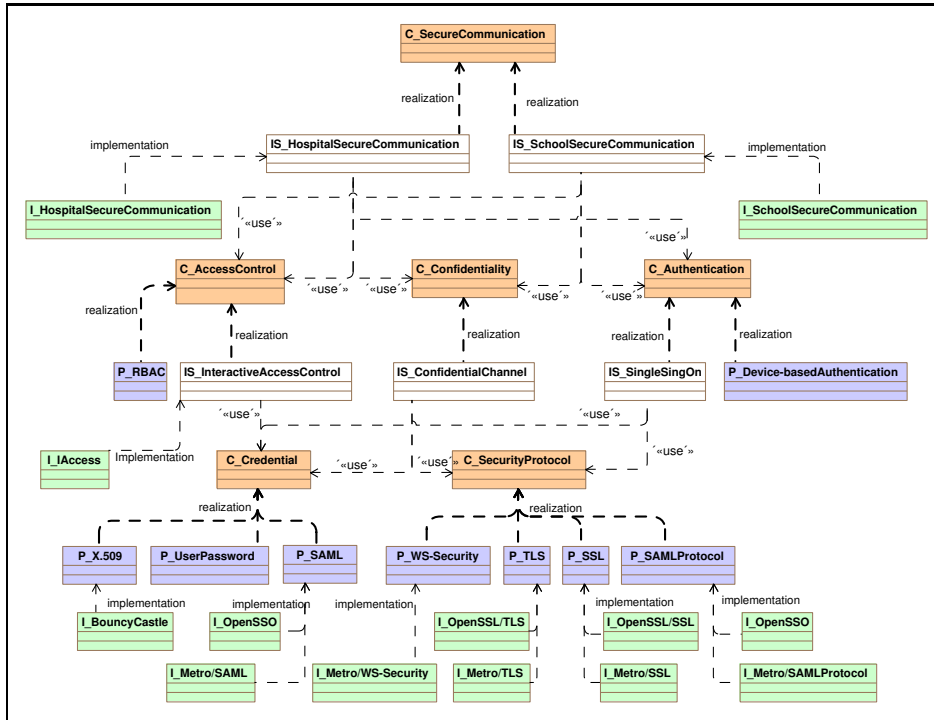 C_SecureCommunication
realization
realization
IS_HospitalSecureCommunication
IS_SchoolSecureCommunication
implementation
implementation
I_HospitalSecureCommunication
I_SchoolSecureCommunication
´«use´»
´«use´»
C_AccessControl
C_Confidentiality
C_Authentication
´«use´»
´«use´»
´«use´»
´«use´»
realization
realization
realization
realization
realization
P_RBAC
IS_InteractiveAccessControl
IS_ConfidentialChannel
IS_SingleSingOn
P_Device-basedAuthentication
´«use´»
´«use´»
I_IAccess
Implementation
C_Credential
´«use´»
´«use´»
C_SecurityProtocol
´«use´»
realization
realization
P_X.509
P_UserPassword
P_SAML
P_WS-Security
P_TLS
P_SSL
P_SAMLProtocol
implementation
implementation
implementation
implementation
implementation
I_BouncyCastle
I_OpenSSO
I_OpenSSL/TLS
I_OpenSSL/SSL
I_OpenSSO
I_Metro/SAML
I_Metro/WS-Security
I_Metro/TLS
I_Metro/SSL
I_Metro/SAMLProtocol